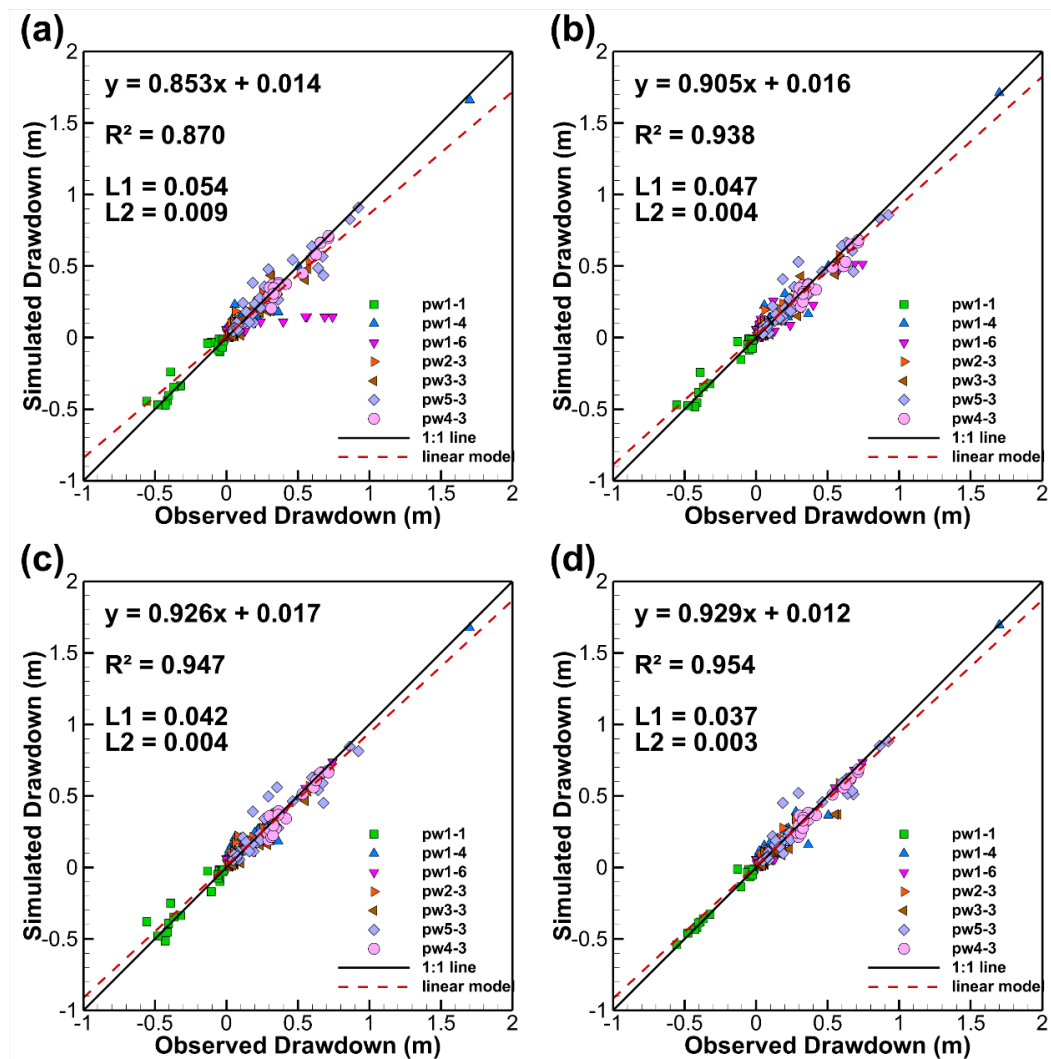 (a)
y = 0.853x + 0.014
R² = 0.870
L1 = 0.054
L2 = 0.009
2
1.5
1
0.5
0
-0.5
-1
-1 -0.5 0 0.5 1 1.5 2
Simulated Drawdown (m)
Observed Drawdown (m)
pw1-1
pw1-4
pw1-6
pw2-3
pw3-3
pw5-3
pw4-3
1:1 line
linear model
(b)
y = 0.905x + 0.016
R² = 0.938
L1 = 0.047
L2 = 0.004
2
1.5
1
0.5
0
-0.5
-1
-1 -0.5 0 0.5 1 1.5 2
Simulated Drawdown (m)
Observed Drawdown (m)
pw1-1
pw1-4
pw1-6
pw2-3
pw3-3
pw5-3
pw4-3
1:1 line
linear model
(c)
y = 0.926x + 0.017
R² = 0.947
L1 = 0.042
L2 = 0.004
2
1.5
1
0.5
0
-0.5
-1
-1 -0.5 0 0.5 1 1.5 2
Simulated Drawdown (m)
Observed Drawdown (m)
pw1-1
pw1-4
pw1-6
pw2-3
pw3-3
pw5-3
pw4-3
1:1 line
linear model
(d)
y = 0.929x + 0.012
R² = 0.954
L1 = 0.037
L2 = 0.003
2
1.5
1
0.5
0
-0.5
-1
-1 -0.5 0 0.5 1 1.5 2
Simulated Drawdown (m)
Observed Drawdown (m)
pw1-1
pw1-4
pw1-6
pw2-3
pw3-3
pw5-3
pw4-3
1:1 line
linear model